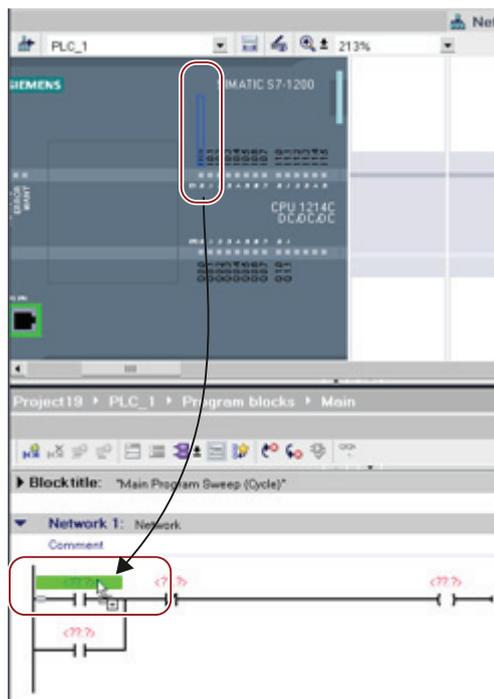 Net
PLC_1
213%
SIEMENS
SIMATIC S7-1200
CPU 1214C
DC/DC/DC
Project19 ▸ PLC_1 ▸ Program blocks ▸ Main
Block title: "Main Program Sweep (Cycle)"
Network 1: Network
Comment
<??.?> <??.?> <??.?>
<??.?>